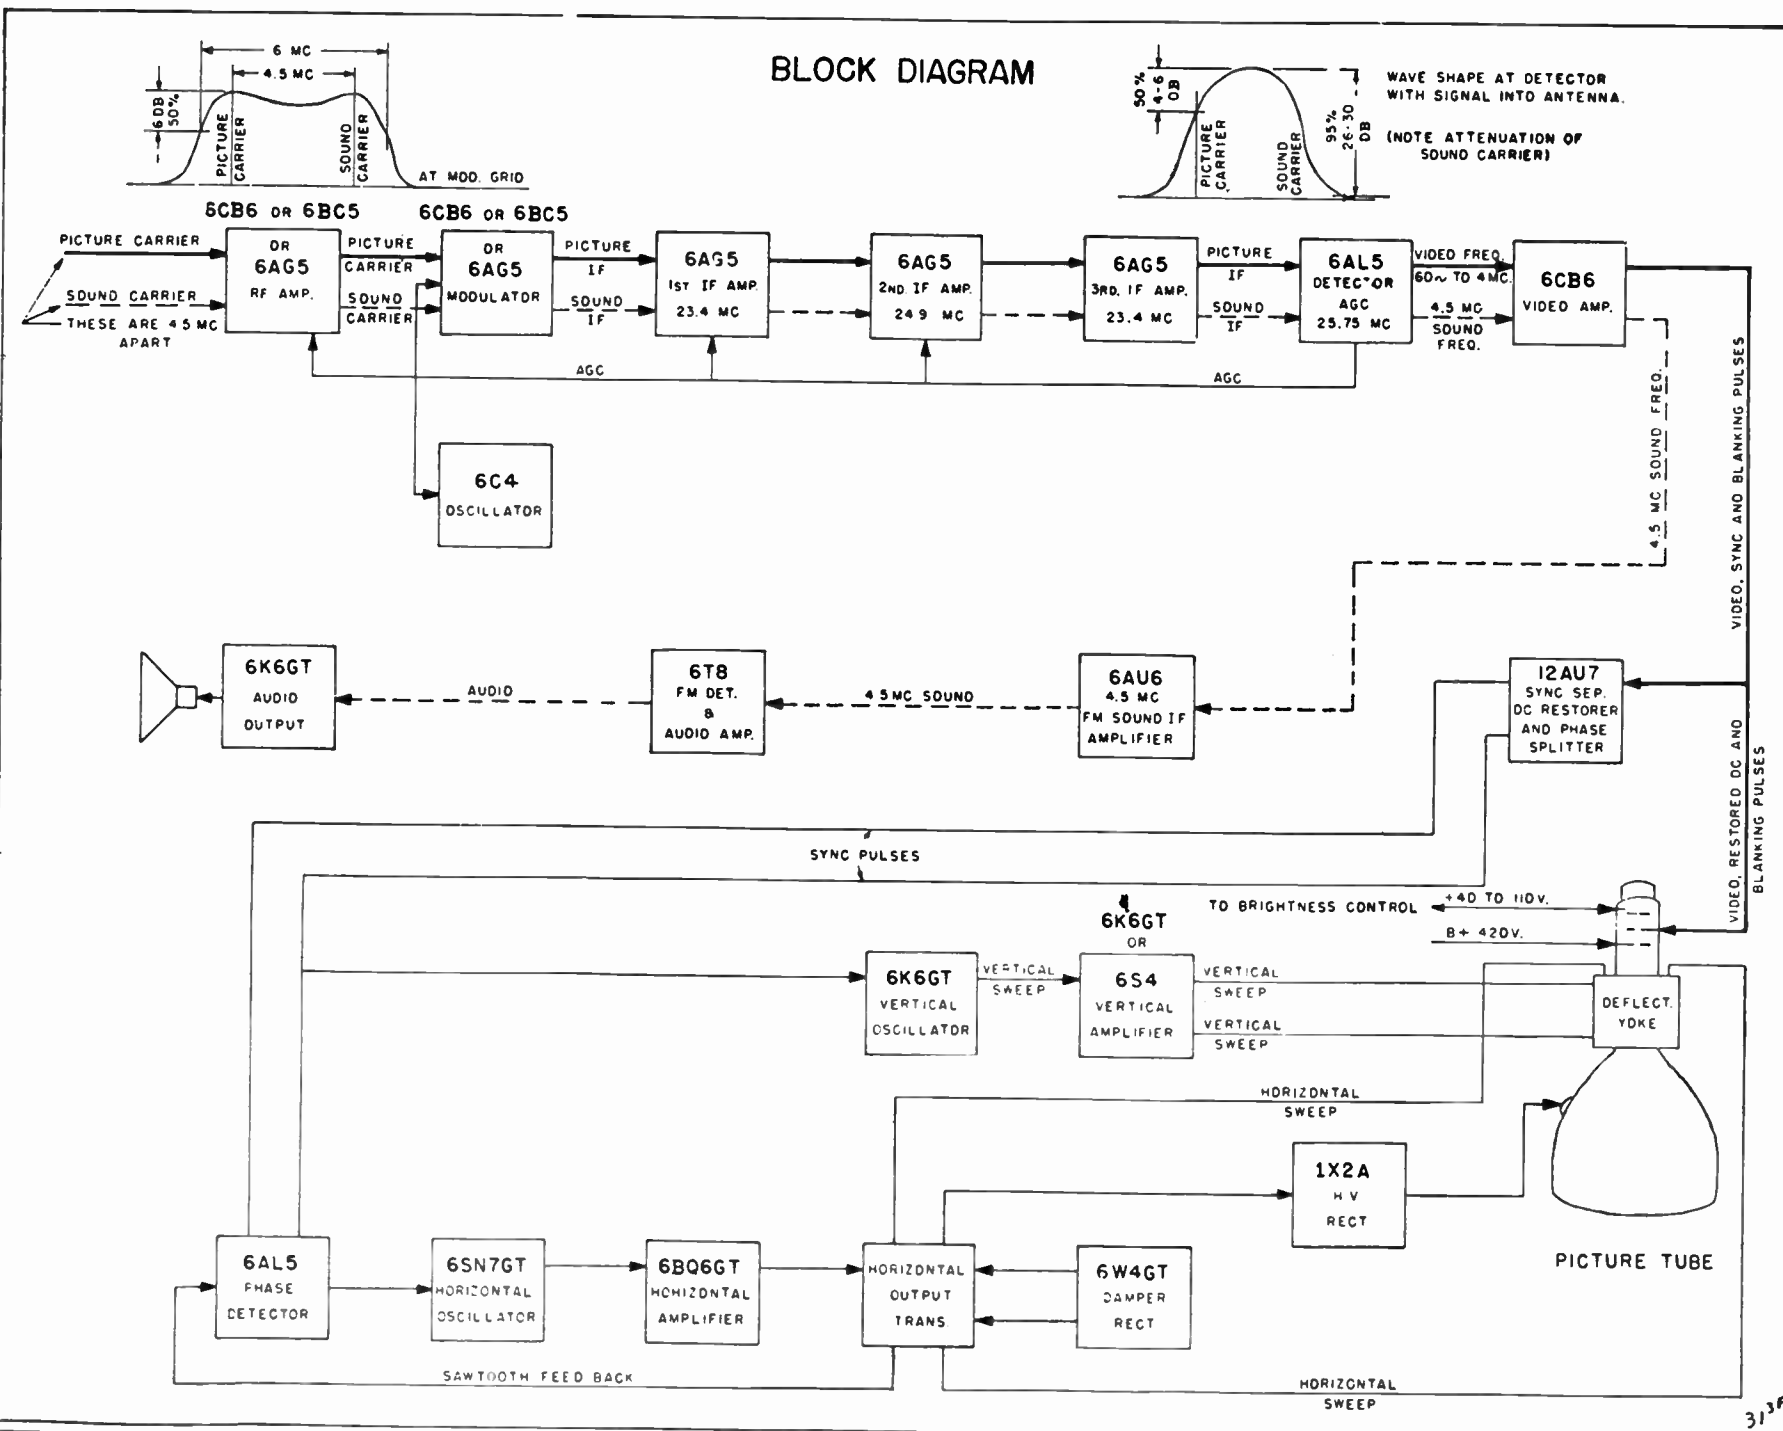 BLOCK DIAGRAM
6 MC
4.5 MC
6DB
50%
PICTURE
CARRIER
SOUND
CARRIER
AT MOD. GRID
50%
4-6
DB
PICTURE
CARRIER
SOUND
CARRIER
95%
26-30
DB
WAVE SHAPE AT DETECTOR
WITH SIGNAL INTO ANTENNA.
(NOTE ATTENUATION OF
SOUND CARRIER)
6CB6 OR 6BC5
6CB6 OR 6BC5
PICTURE CARRIER
SOUND CARRIER
THESE ARE 4.5 MC
APART
OR
6AG5
RF AMP.
PICTURE
CARRIER
SOUND
CARRIER
OR
6AG5
MODULATOR
PICTURE
IF
SOUND
IF
6AG5
1ST IF AMP.
23.4 MC
6AG5
2ND. IF AMP.
24.9 MC
6AG5
3RD. IF AMP.
23.4 MC
PICTURE
IF
SOUND
IF
6AL5
DETECTOR
AGC
25.75 MC
VIDEO FREQ.
60~ TO 4MC.
4.5 MC
SOUND
FREQ.
6CB6
VIDEO AMP.
AGC
AGC
6C4
OSCILLATOR
4.5 MC SOUND FREQ.
VIDEO, SYNC AND BLANKING PULSES
6K6GT
AUDIO
OUTPUT
AUDIO
6T8
FM DET.
&
AUDIO AMP.
4.5MC SOUND
6AU6
4.5 MC
FM SOUND IF
AMPLIFIER
12AU7
SYNC SEP.
DC RESTORER
AND PHASE
SPLITTER
VIDEO, RESTORED DC AND
BLANKING PULSES
SYNC PULSES
TO BRIGHTNESS CONTROL
+40 TO 110V.
B+ 420V.
6K6GT
OR
6K6GT
VERTICAL
OSCILLATOR
VERTICAL
SWEEP
6S4
VERTICAL
AMPLIFIER
VERTICAL
SWEEP
VERTICAL
SWEEP
DEFLECT.
YOKE
HORIZONTAL
SWEEP
1X2A
H V
RECT
PICTURE TUBE
6AL5
PHASE
DETECTOR
6SN7GT
HORIZONTAL
OSCILLATOR
6BQ6GT
HORIZONTAL
AMPLIFIER
HORIZONTAL
OUTPUT
TRANS.
6W4GT
DAMPER
RECT
SAWTOOTH FEED BACK
HORIZONTAL
SWEEP